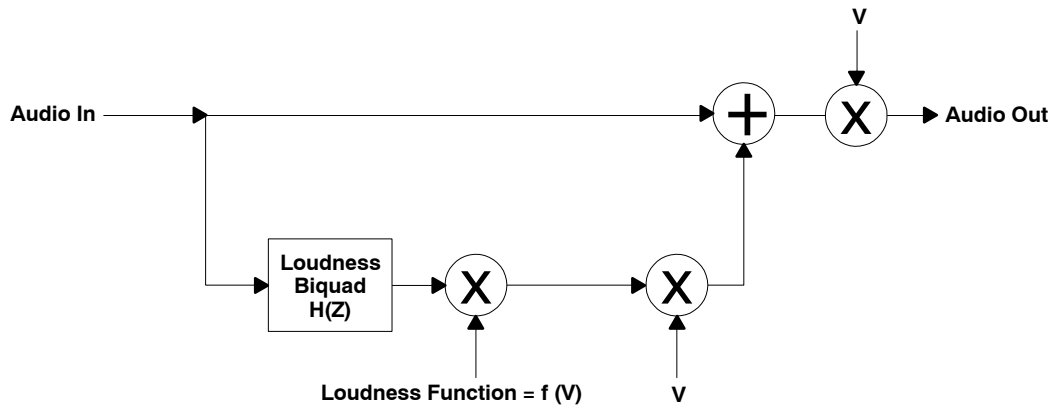 V
Audio In
+
X
Audio Out
Loudness
Biquad
H(Z)
X
X
Loudness Function = f (V)
V